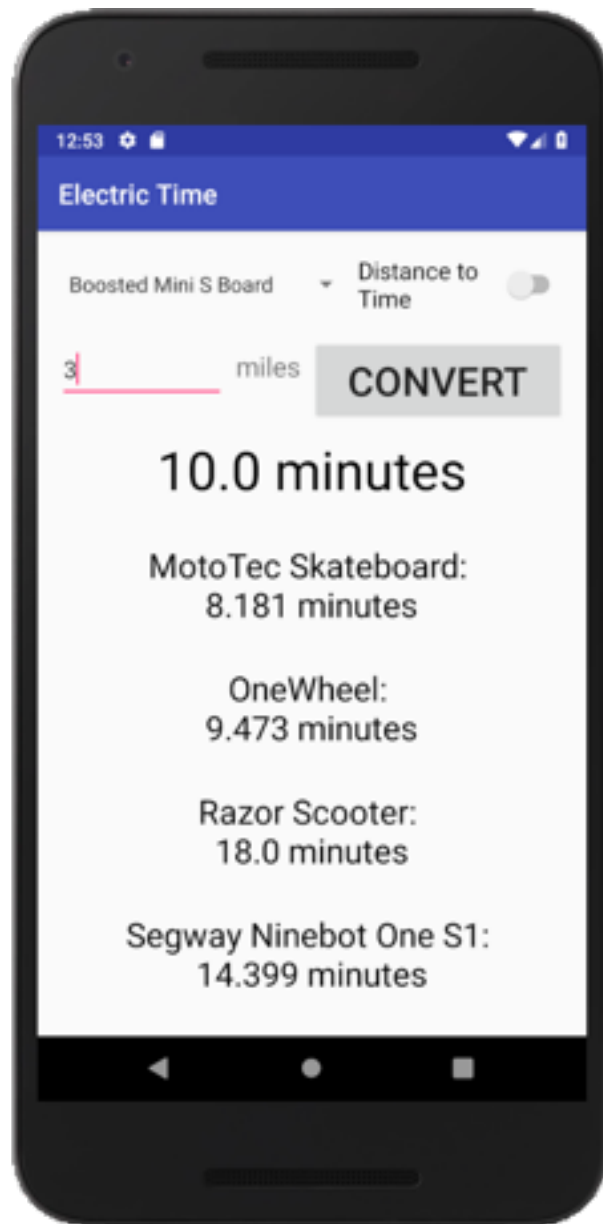 12:53
Electric Time
Boosted Mini S Board
Distance to
Time
3
miles
CONVERT
10.0 minutes
MotoTec Skateboard:
8.181 minutes
OneWheel:
9.473 minutes
Razor Scooter:
18.0 minutes
Segway Ninebot One S1:
14.399 minutes